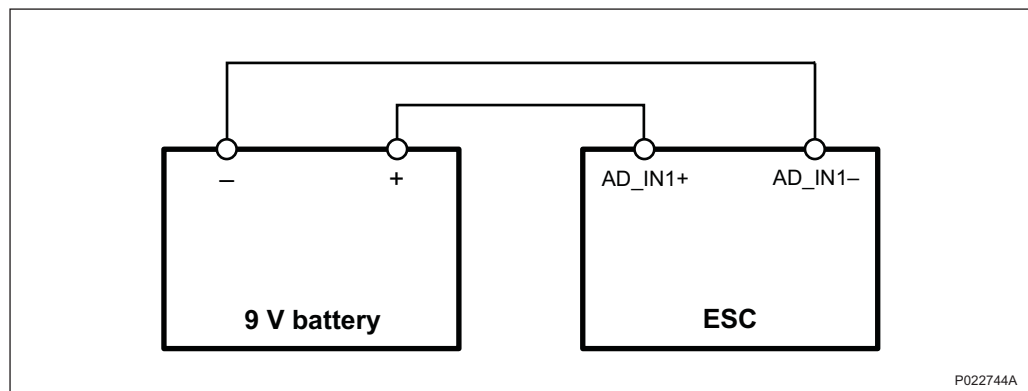 – + AD_IN1+ AD_IN1–
9 V battery ESC
P022744A